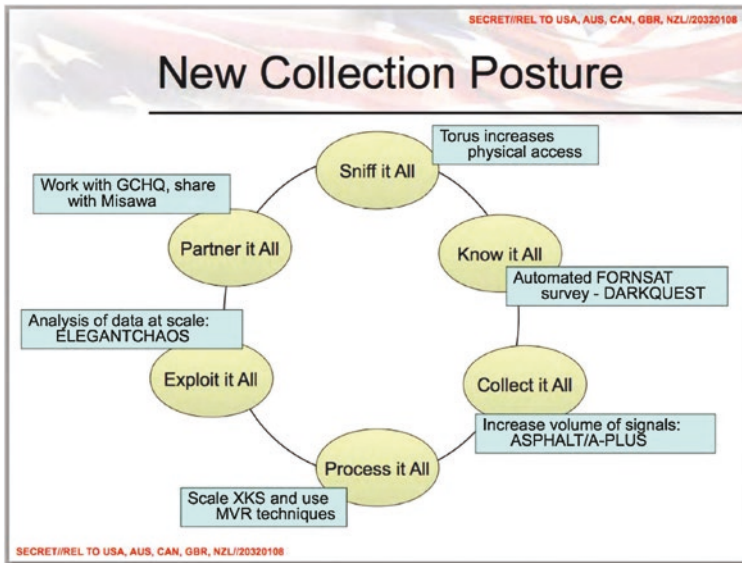 SECRET//REL TO USA, AUS, CAN, GBR, NZL//20320108
New Collection Posture
Torus increases
physical access
Sniff it All
Work with GCHQ, share
with Misawa
Partner it All
Know it All
Automated FORNSAT
survey - DARKQUEST
Analysis of data at scale:
ELEGANTCHAOS
Exploit it All
Collect it All
Increase volume of signals:
ASPHALT/A-PLUS
Process it All
Scale XKS and use
MVR techniques
SECRET//REL TO USA, AUS, CAN, GBR, NZL//20320108